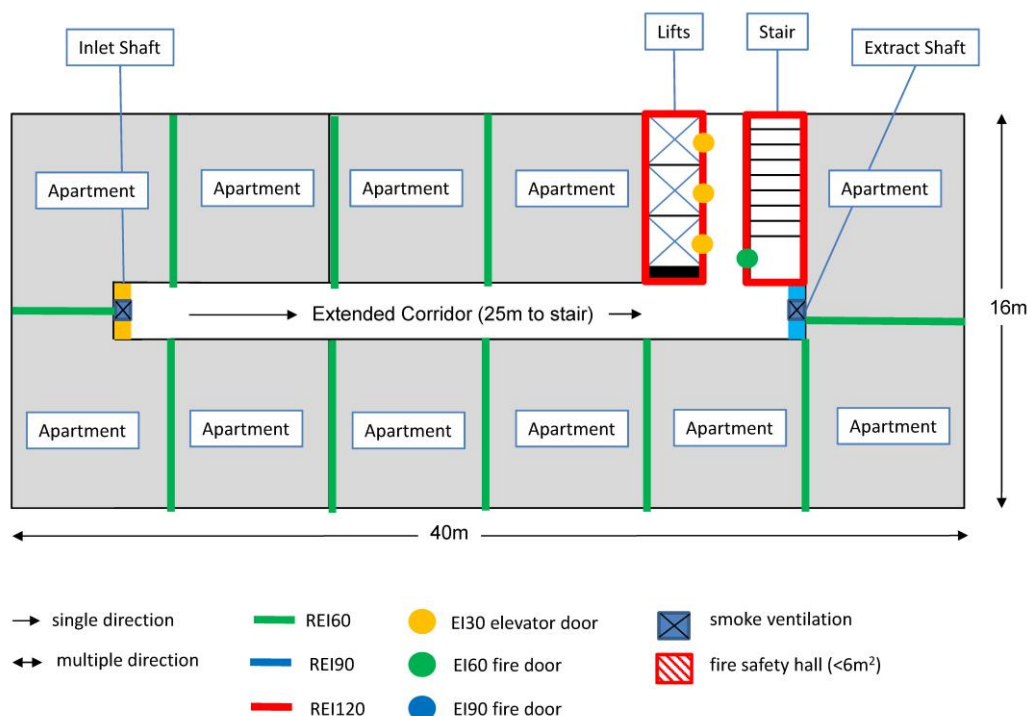 Inlet Shaft
Lifts
Stair
Extract Shaft
Apartment
Apartment
Apartment
Apartment
Apartment
Extended Corridor (25m to stair)
16m
Apartment
Apartment
Apartment
Apartment
Apartment
Apartment
40m
single direction
REI60
EI30 elevator door
smoke ventilation
multiple direction
REI90
EI60 fire door
fire safety hall (<6m²)
REI120
EI90 fire door